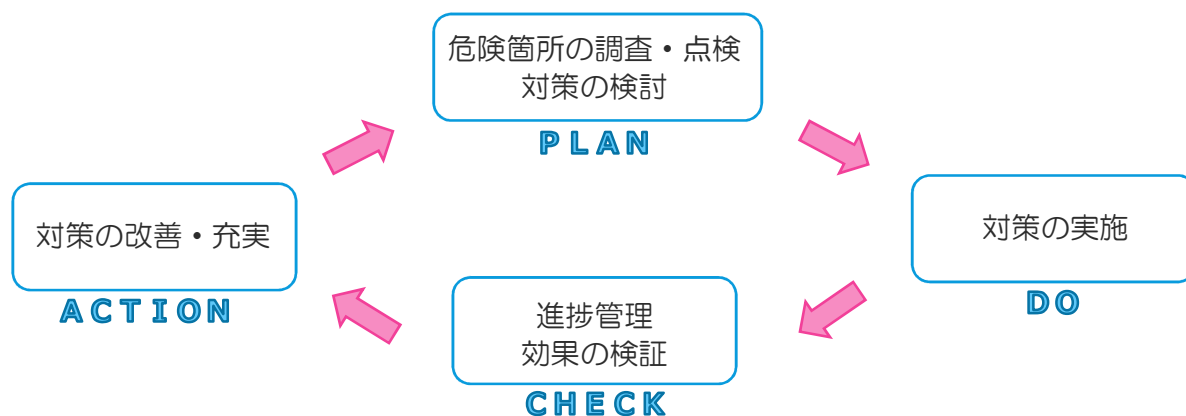 危険箇所の調査・点検
対策の検討
PLAN
対策の実施
DO
進捗管理
効果の検証
CHECK
対策の改善・充実
ACTION